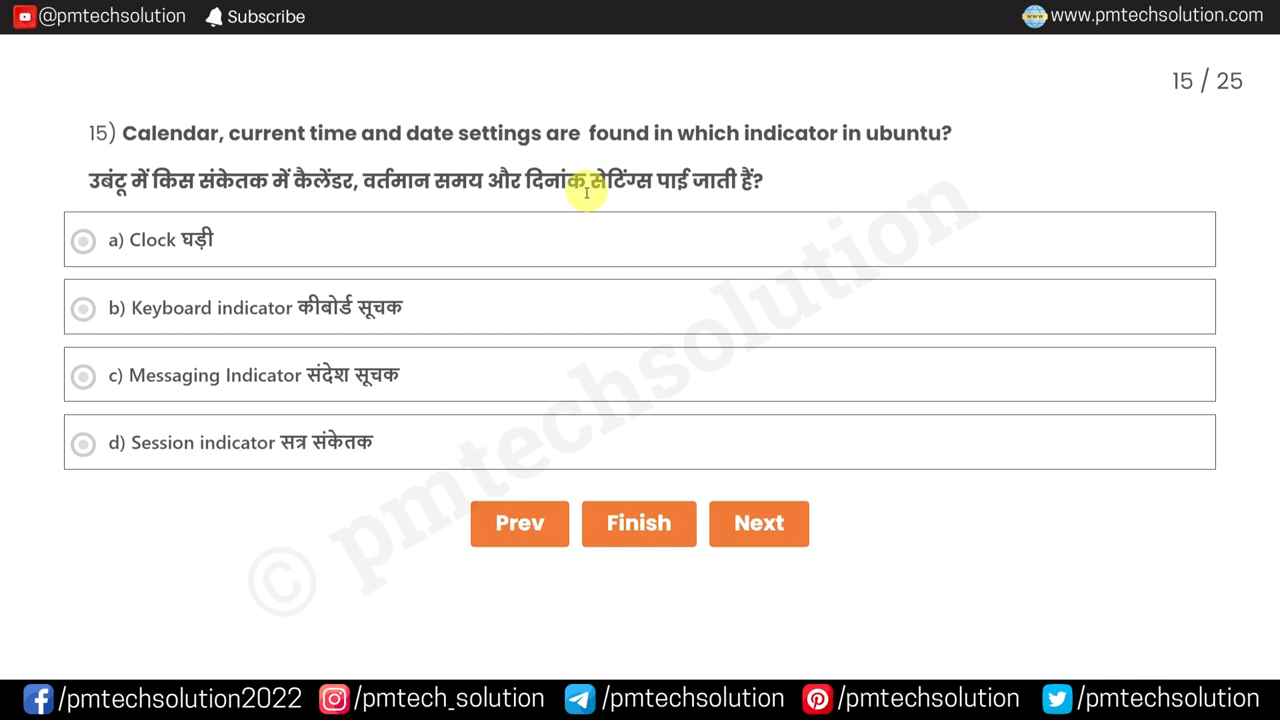 @pmtechsolution Subscribe www.pmtechsolution.com
15 / 25
15) Calendar, current time and date settings are found in which indicator in ubuntu?
उबंटू में किस संकेतक में कैलेंडर, वर्तमान समय और दिनांक सेटिंग्स पाई जाती हैं?
a) Clock घड़ी
b) Keyboard indicator कीबोर्ड सूचक
c) Messaging Indicator संदेश सूचक
d) Session indicator सत्र संकेतक
Prev Finish Next
© pmtechsolution
/pmtechsolution2022 /pmtech_solution /pmtechsolution /pmtechsolution /pmtechsolution